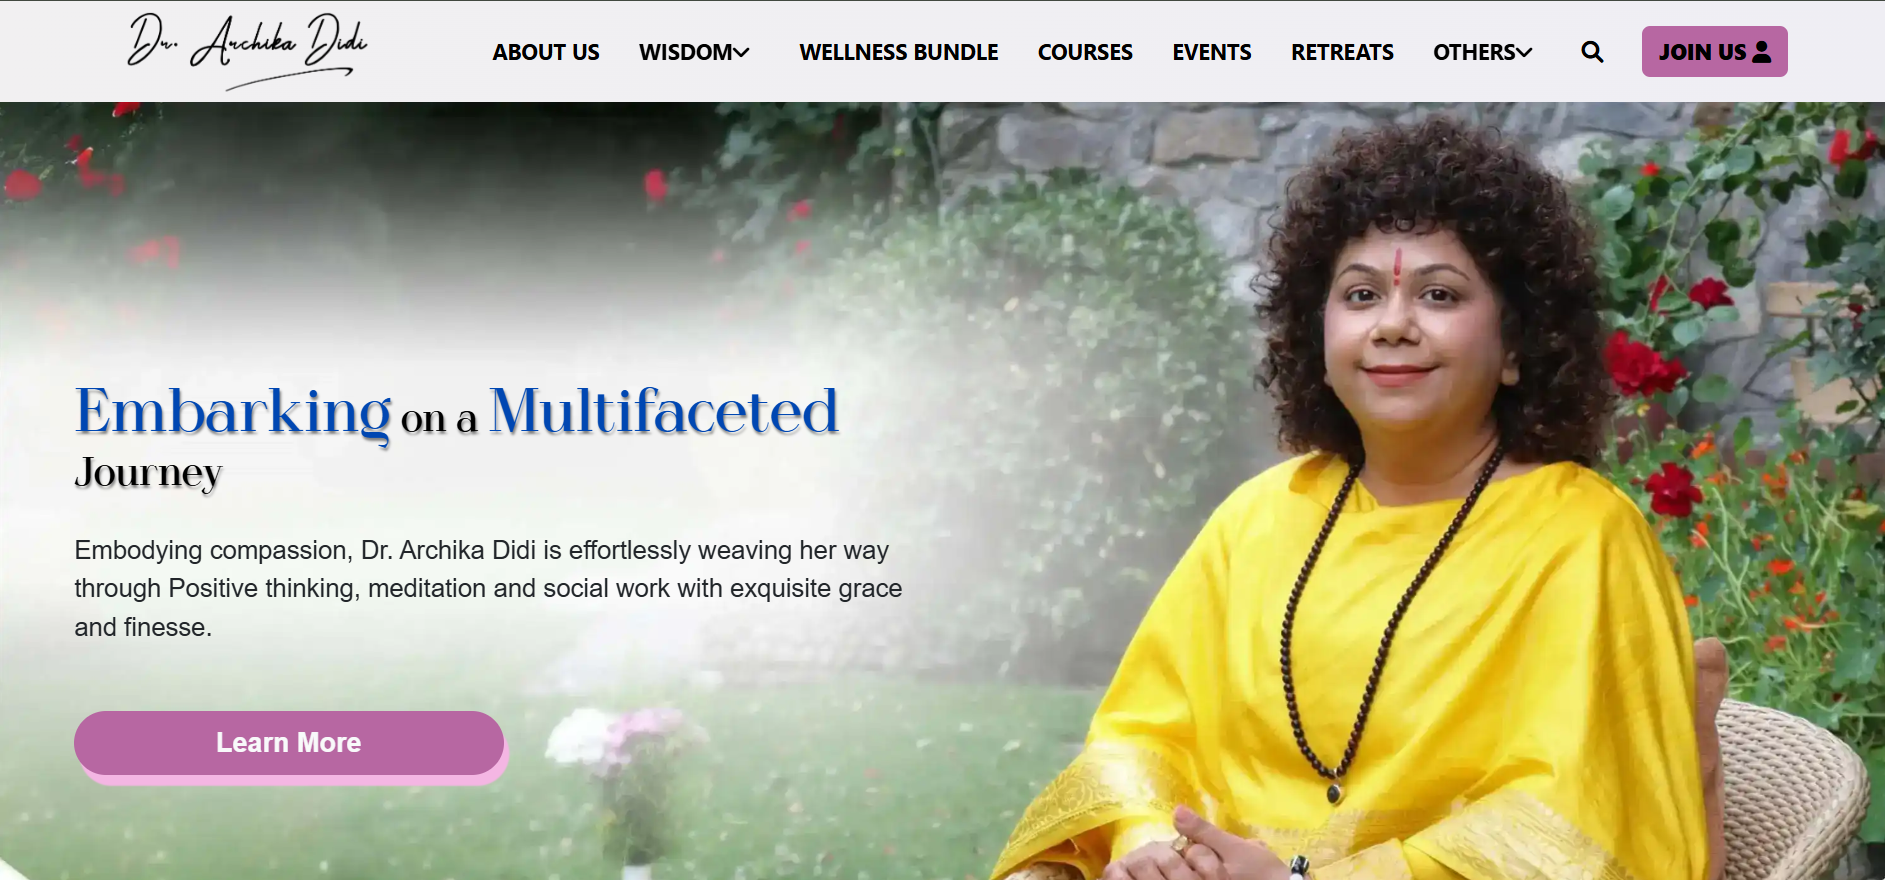 Dr. Archika Didi
ABOUT US WISDOM WELLNESS BUNDLE COURSES EVENTS RETREATS OTHERS JOIN US
Embarking on a Multifaceted
Journey
Embodying compassion, Dr. Archika Didi is effortlessly weaving her way
through Positive thinking, meditation and social work with exquisite grace
and finesse.
Learn More